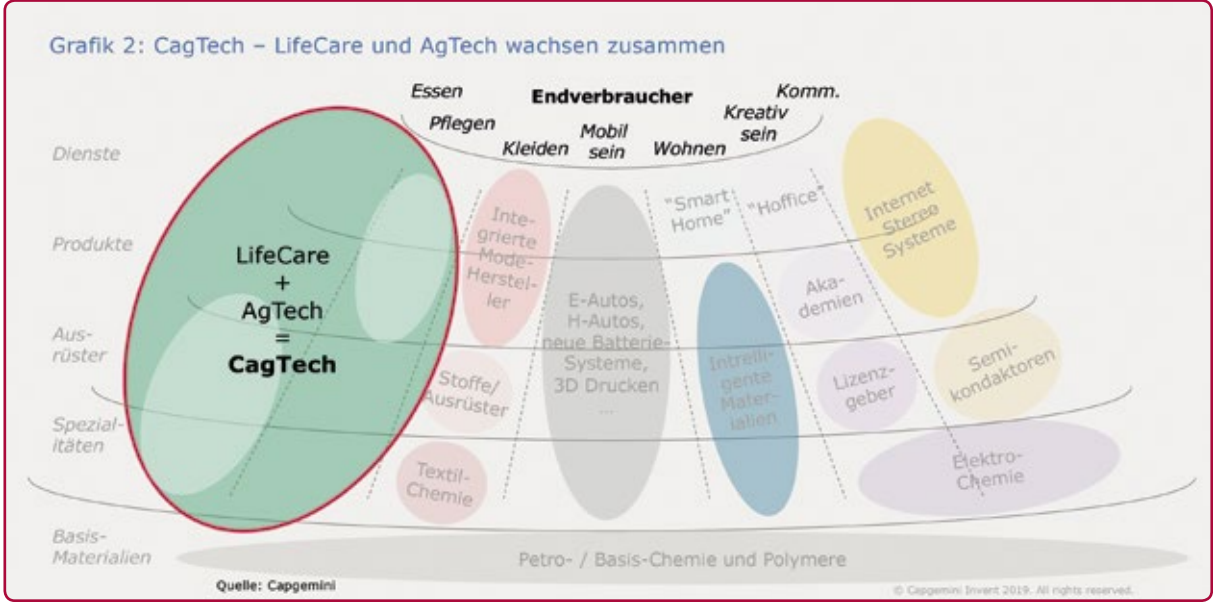 Grafik 2: CagTech – LifeCare und AgTech wachsen zusammen
Essen
Pflegen
Kleiden
Endverbraucher
Mobil
sein
Wohnen
Kreativ
sein
Komm.
Dienste
Produkte
Aus-
rüster
Spezial-
itäten
Basis-
Materialien
LifeCare
+
AgTech
=
CagTech
Inte-
grierte
Mode-
Herstel-
ler
Stoffe/
Ausrüster
Textil-
Chemie
E-Autos,
H-Autos,
neue Batterie-
Systeme,
3D Drucken
...
"Smart
Home"
"Hoffice"
Intrelli-
gente
Mater-
ialien
Aka-
demien
Lizenz-
geber
Internet
Stereo
Systeme
Semi-
kondaktoren
Elektro-
Chemie
Petro- / Basis-Chemie und Polymere
Quelle: Capgemini
© Capgemini Invent 2019. All rights reserved.